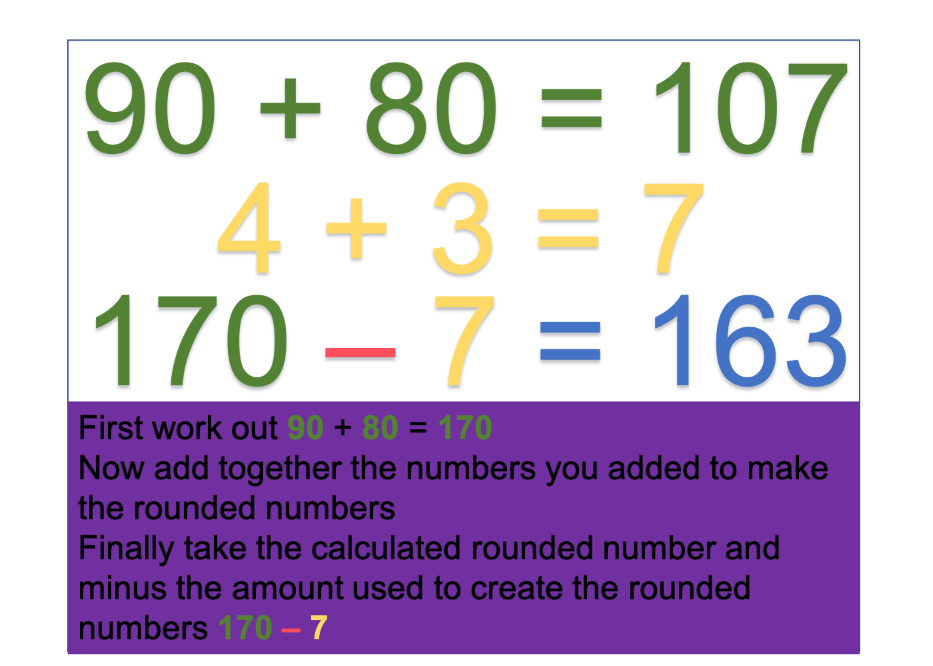 90 + 80 = 107
4 + 3 = 7
170 – 7 = 163
First work out 90 + 80 = 170
Now add together the numbers you added to make
the rounded numbers
Finally take the calculated rounded number and
minus the amount used to create the rounded
numbers 170 – 7